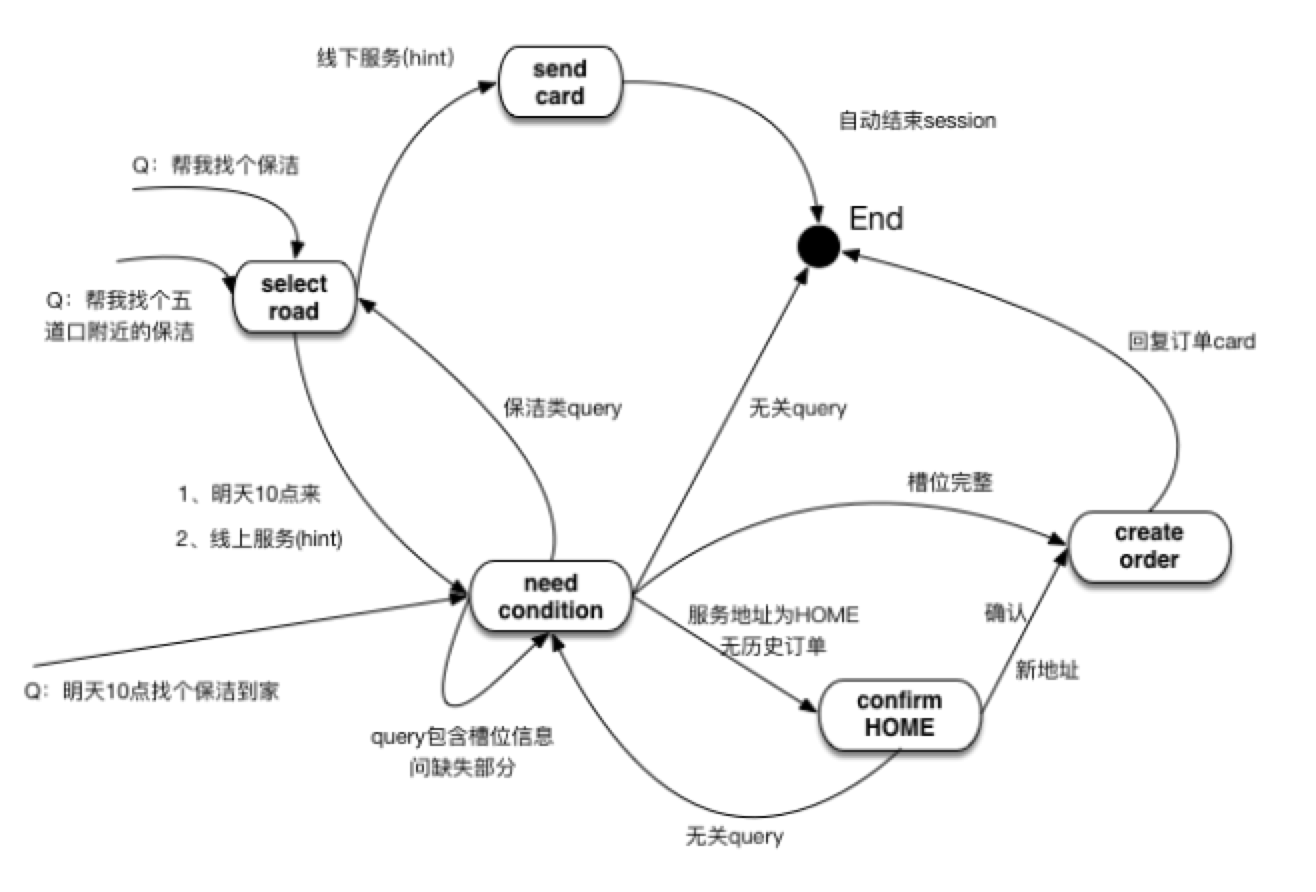 线下服务(hint)
send
card
自动结束session
Q：帮我找个保洁
End
select
road
Q：帮我找个五
道口附近的保洁
回复订单card
保洁类query
无关query
槽位完整
1、明天10点来
2、线上服务(hint)
create
order
need
condition
服务地址为HOME
无历史订单
确认
新地址
Q：明天10点找个保洁到家
confirm
HOME
query包含槽位信息
问缺失部分
无关query